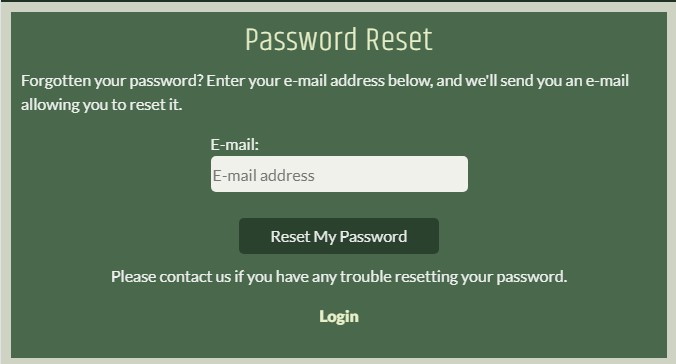 Password Reset
Forgotten your password? Enter your e-mail address below, and we'll send you an e-mail
allowing you to reset it.
E-mail:
E-mail address
Reset My Password
Please contact us if you have any trouble resetting your password.
Login